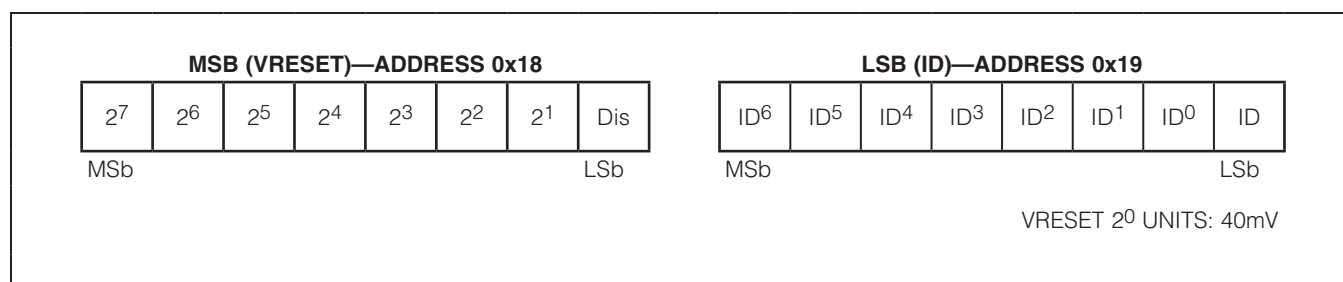 MSB (VRESET)—ADDRESS 0x18
2⁷ 2⁶ 2⁵ 2⁴ 2³ 2² 2¹ Dis
MSb LSb
LSB (ID)—ADDRESS 0x19
ID⁶ ID⁵ ID⁴ ID³ ID² ID¹ ID⁰ ID
MSb LSb
VRESET 2⁰ UNITS: 40mV